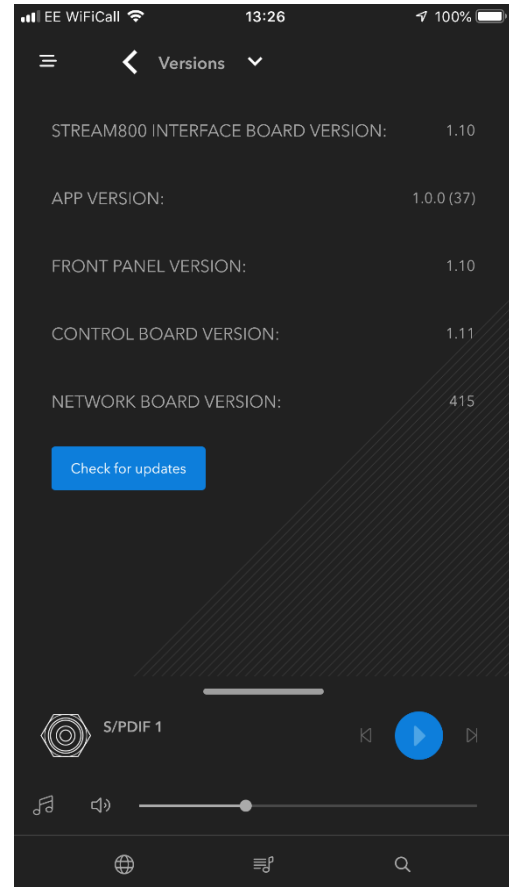 EE WiFiCall 13:26 100%
Versions
STREAM800 INTERFACE BOARD VERSION: 1.10
APP VERSION: 1.0.0 (37)
FRONT PANEL VERSION: 1.10
CONTROL BOARD VERSION: 1.11
NETWORK BOARD VERSION: 415
Check for updates
S/PDIF 1